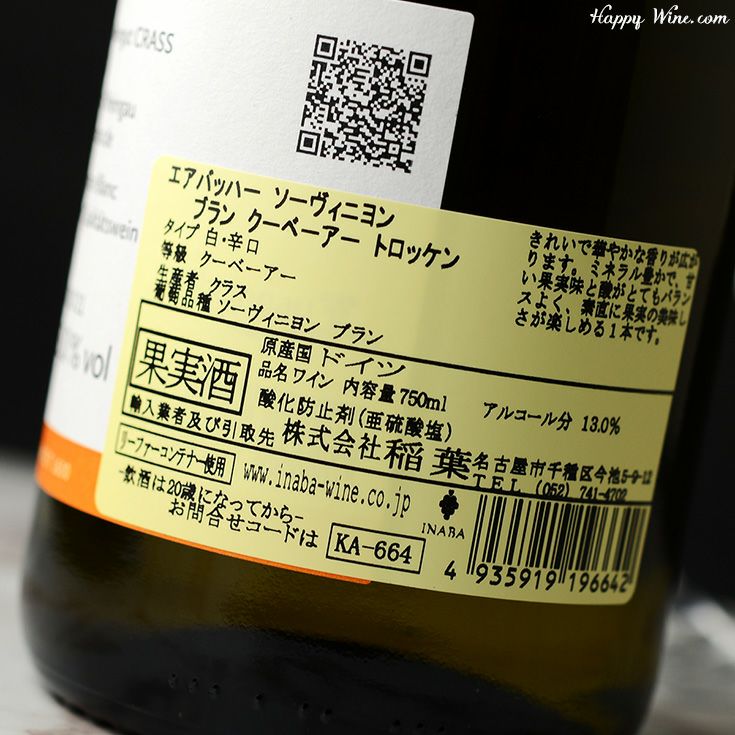 Happy Wine.com
CRASS
エアバッハー ソーヴィニヨン
ブラン クーベーアー トロッケン
タイプ 白・辛口
等級 クーベーアー
生産者 クラス
葡萄品種 ソーヴィニヨン ブラン
きれいで華やかな香りが広が
ります。ミネラル豊かで、甘
い果実味と酸がとてもバラン
スよく、素直に果実の美味し
さが楽しめる1本です。
果実酒
原産国 ドイツ
品名 ワイン 内容量 750ml アルコール分 13.0%
酸化防止剤(亜硫酸塩)
輸入業者及び引取先 株式会社 稲葉
名古屋市千種区今池5-9-12
TEL (052) 741-4702
リーファーコンテナー使用
www.inaba-wine.co.jp
INABA
-飲酒は20歳になってから-
お問合せコードは KA-664
4 935919 196642
vol